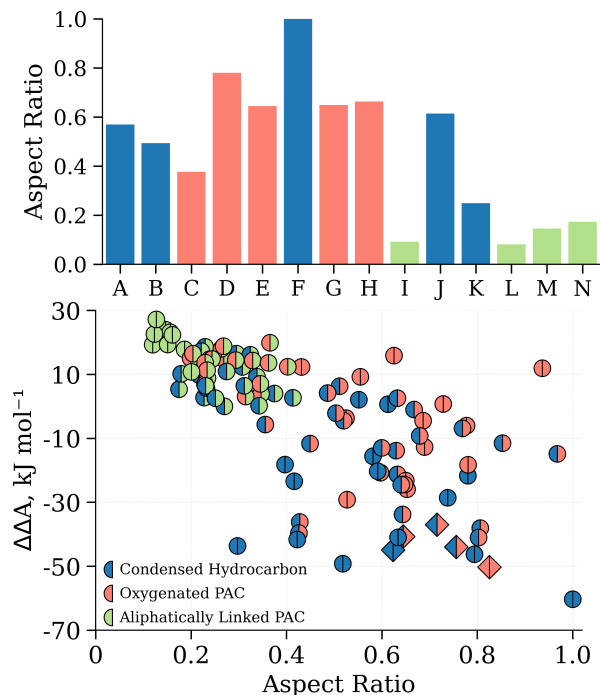 1.0
0.8
0.6
0.4
0.2
0.0
Aspect Ratio
A B C D E F G H I J K L M N
30
10
-10
-30
-50
-70
ΔΔA, kJ mol⁻¹
Condensed Hydrocarbon
Oxygenated PAC
Aliphatically Linked PAC
0 0.2 0.4 0.6 0.8 1.0
Aspect Ratio